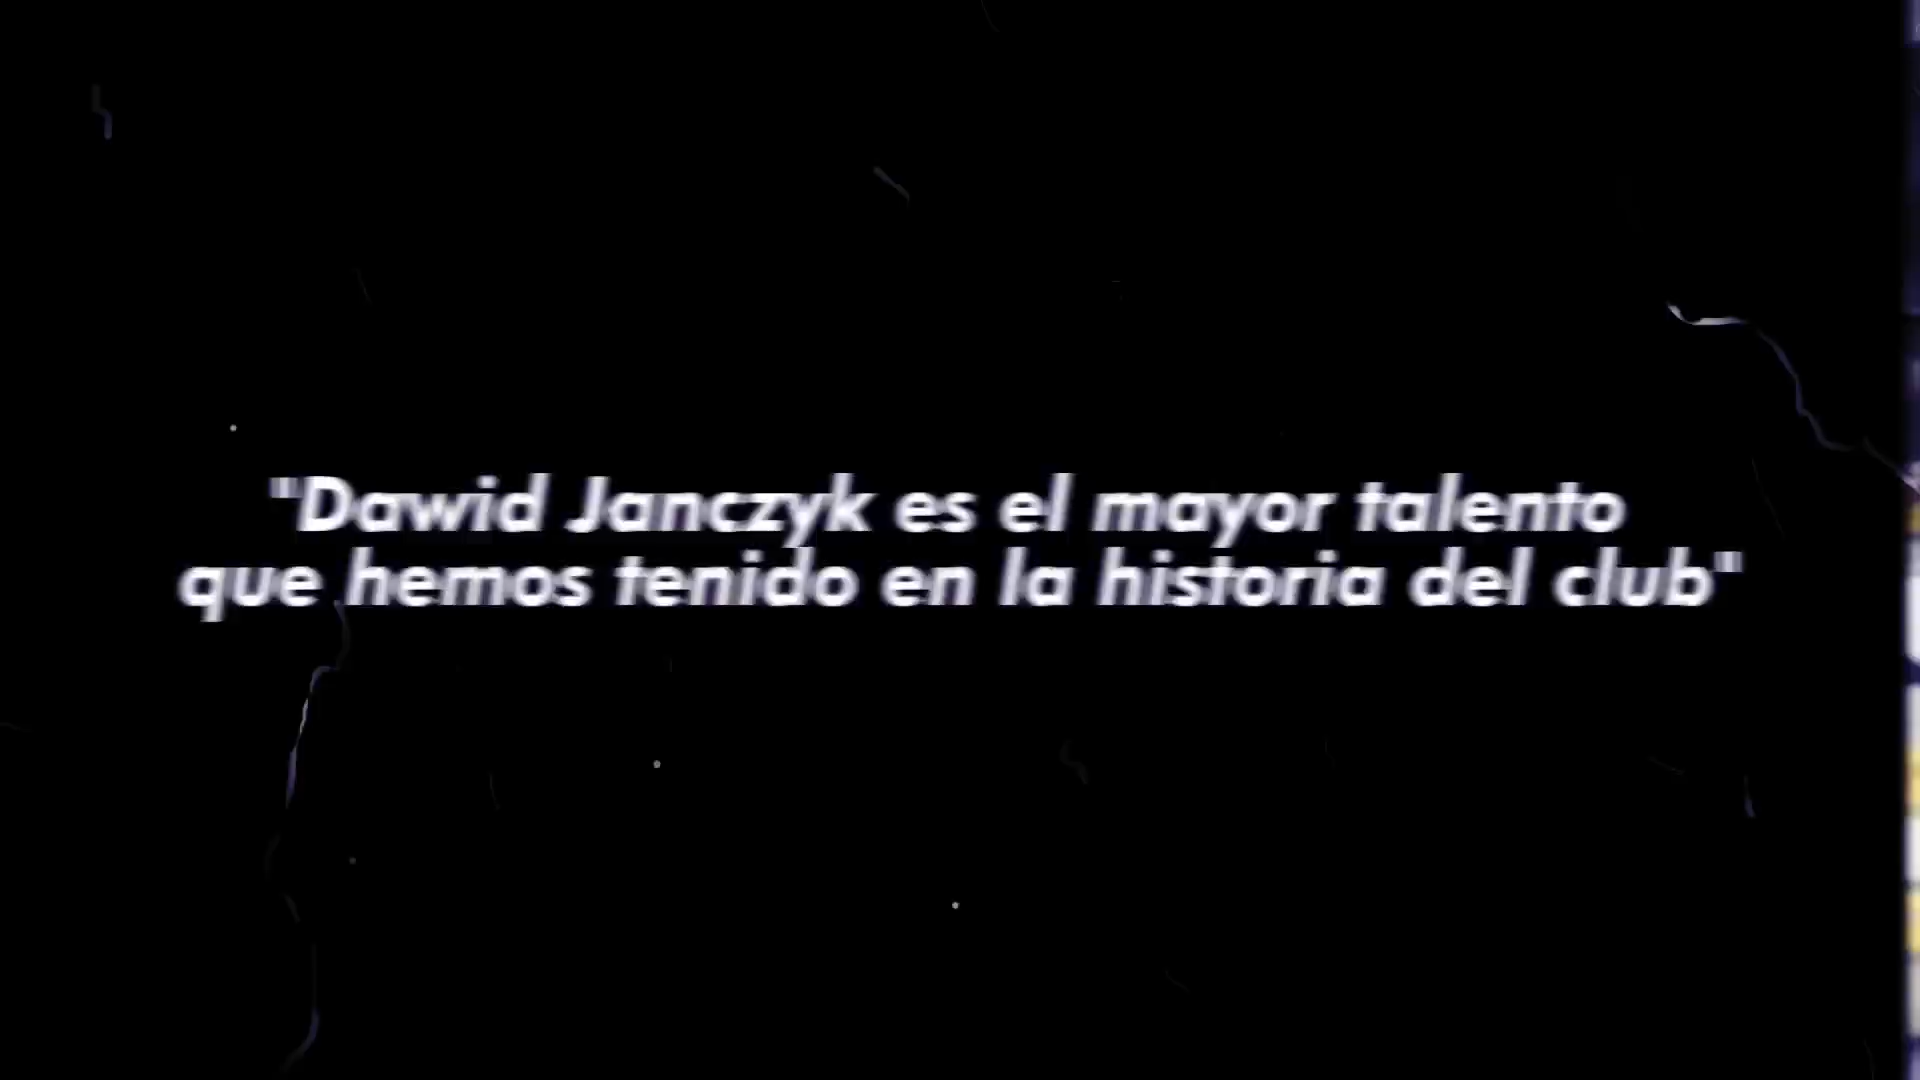 "Dawid Janczyk es el mayor talento
que hemos tenido en la historia del club"